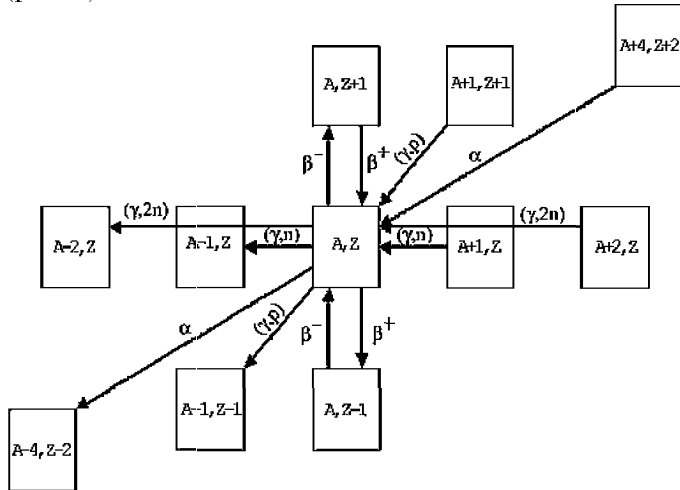 A+4, Z+2
A, Z+1
A+1, Z+1
β⁻
β⁺
(γ,p)
α
(γ,2n)
(γ,n)
(γ,n)
(γ,2n)
A-2, Z
A-1, Z
A, Z
A+1, Z
A+2, Z
α
(γ,p)
β⁻
β⁺
A-4, Z-2
A-1, Z-1
A, Z-1